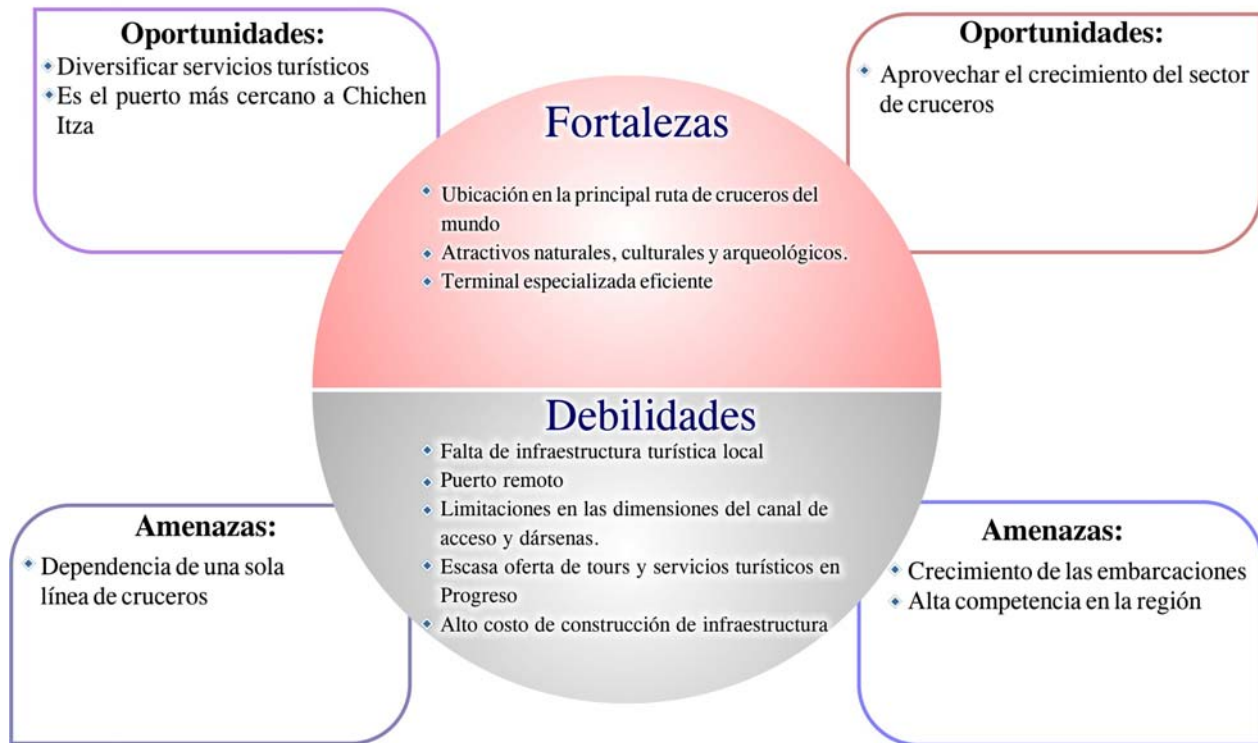 Oportunidades:
Diversificar servicios turísticos
Es el puerto más cercano a Chichen
Itza
Oportunidades:
Aprovechar el crecimiento del sector
de cruceros
Fortalezas
Ubicación en la principal ruta de cruceros del
mundo
Atractivos naturales, culturales y arqueológicos.
Terminal especializada eficiente
Debilidades
Falta de infraestructura turística local
Puerto remoto
Limitaciones en las dimensiones del canal de
acceso y dársenas.
Escasa oferta de tours y servicios turísticos en
Progreso
Alto costo de construcción de infraestructura
Amenazas:
Dependencia de una sola
línea de cruceros
Amenazas:
Crecimiento de las embarcaciones
Alta competencia en la región